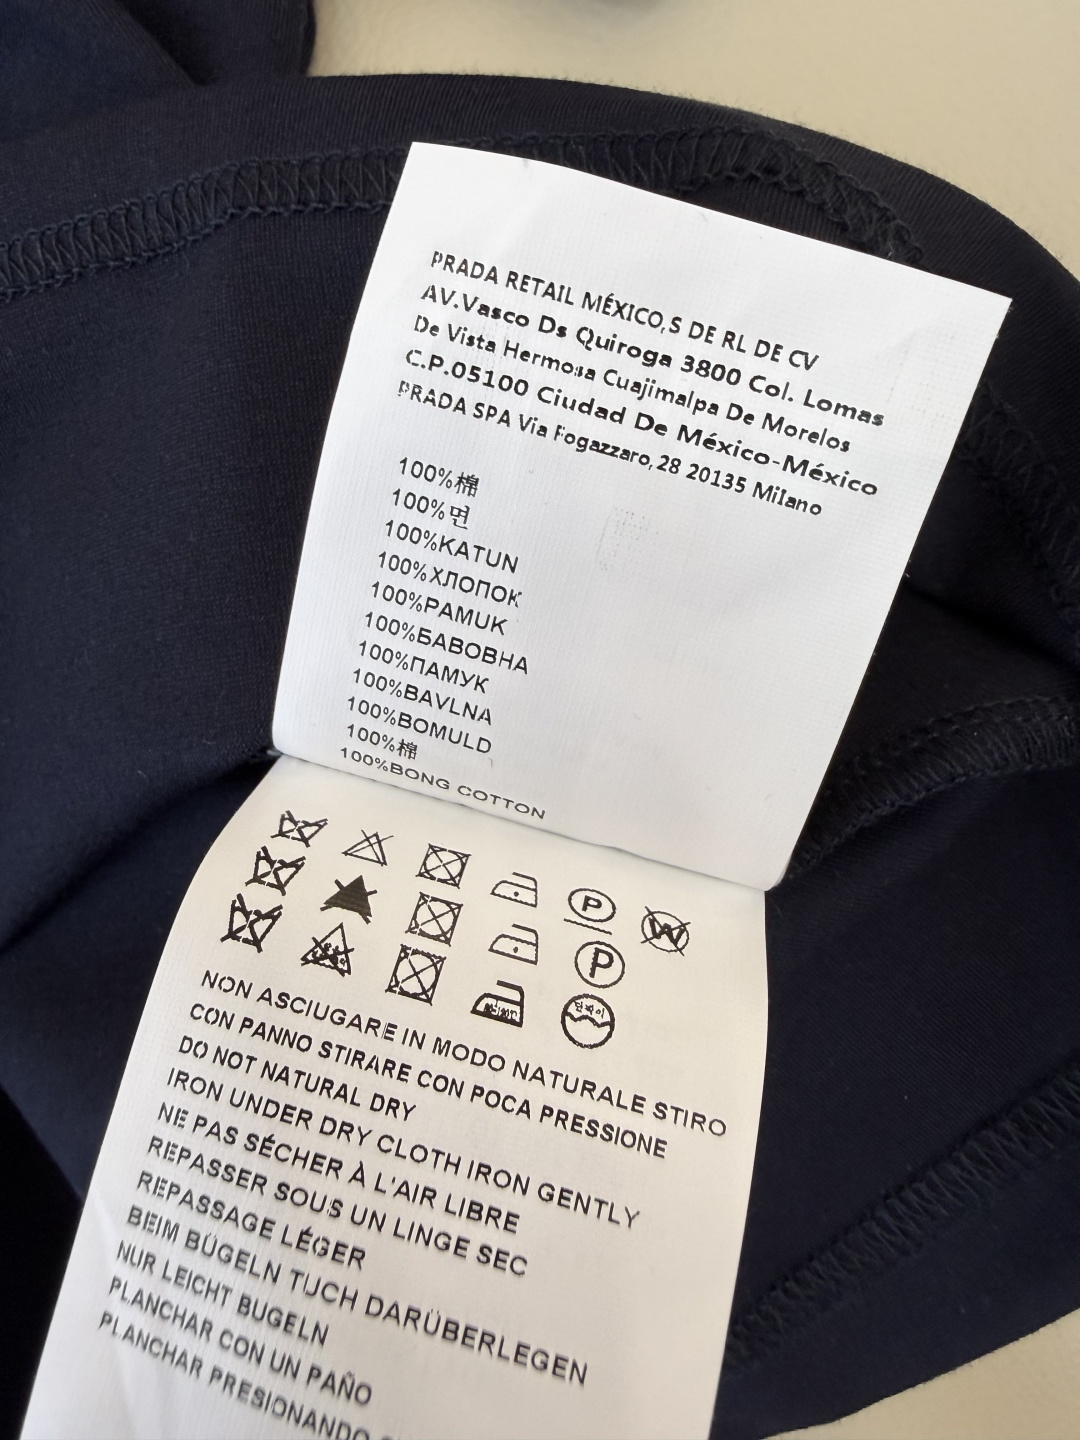 PRADA RETAIL MÉXICO,S DE RL DE CV
AV.Vasco Ds Quiroga 3800 Col. Lomas
De Vista Hermosa Cuajimalpa De Morelos
C.P.05100 Ciudad De México-México
PRADA SPA Via Fogazzaro,28 20135 Milano
100%棉
100%면
100%KATUN
100%ХЛОПОК
100%PAMUK
100%БАВОВНА
100%ПАМУК
100%BAVLNA
100%BOMULD
100%棉
100%BONG COTTON
P W
P
NON ASCIUGARE IN MODO NATURALE STIRO
CON PANNO STIRARE CON POCA PRESSIONE
DO NOT NATURAL DRY
IRON UNDER DRY CLOTH IRON GENTLY
NE PAS SÉCHER À L'AIR LIBRE
REPASSER SOUS UN LINGE SEC
REPASSAGE LÉGER
BEIM BÜGELN TUCH DARÜBERLEGEN
NUR LEICHT BUGELN
PLANCHAR CON UN PAÑO
PLANCHAR PRESIONANDO